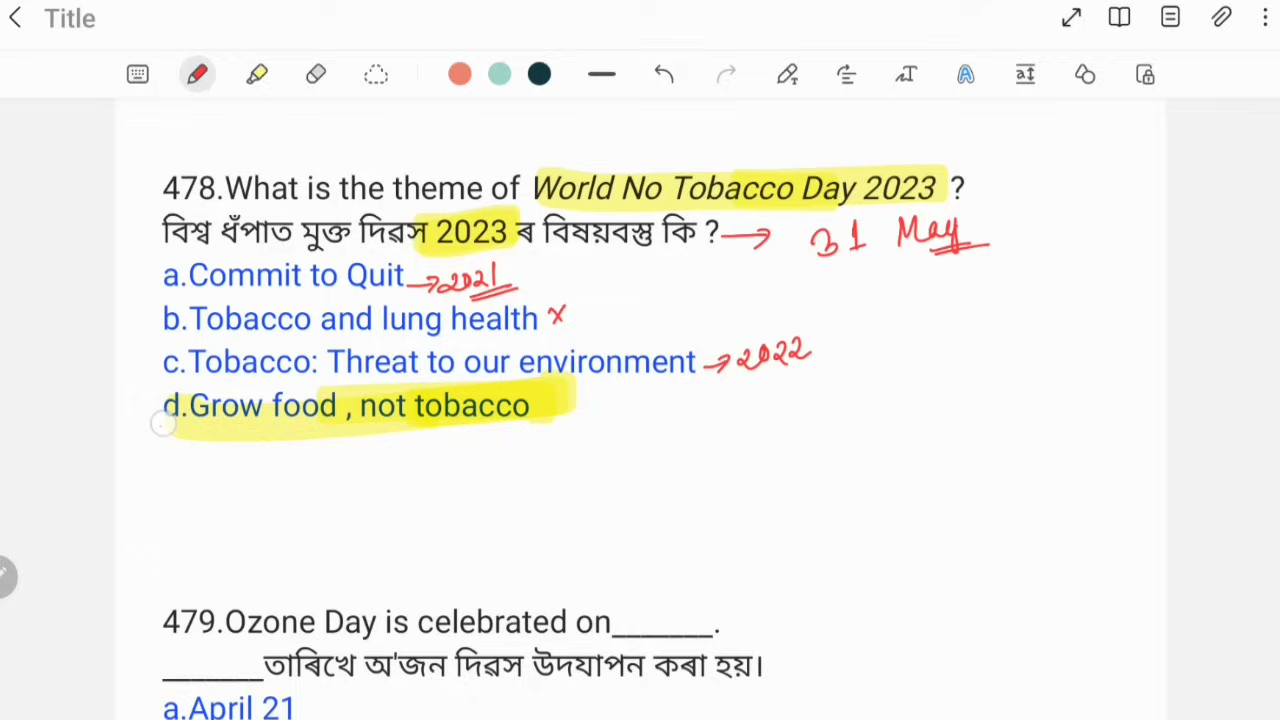 Title
478.What is the theme of World No Tobacco Day 2023 ?
বিশ্ব ধঁপাত মুক্ত দিৱস 2023 ৰ বিষয়বস্তু কি ? → 31 May
a.Commit to Quit → 2021
b.Tobacco and lung health x
c.Tobacco: Threat to our environment → 2022
d.Grow food , not tobacco
479.Ozone Day is celebrated on_______.
_______তাৰিখে অ'জন দিৱস উদযাপন কৰা হয়।
a.April 21